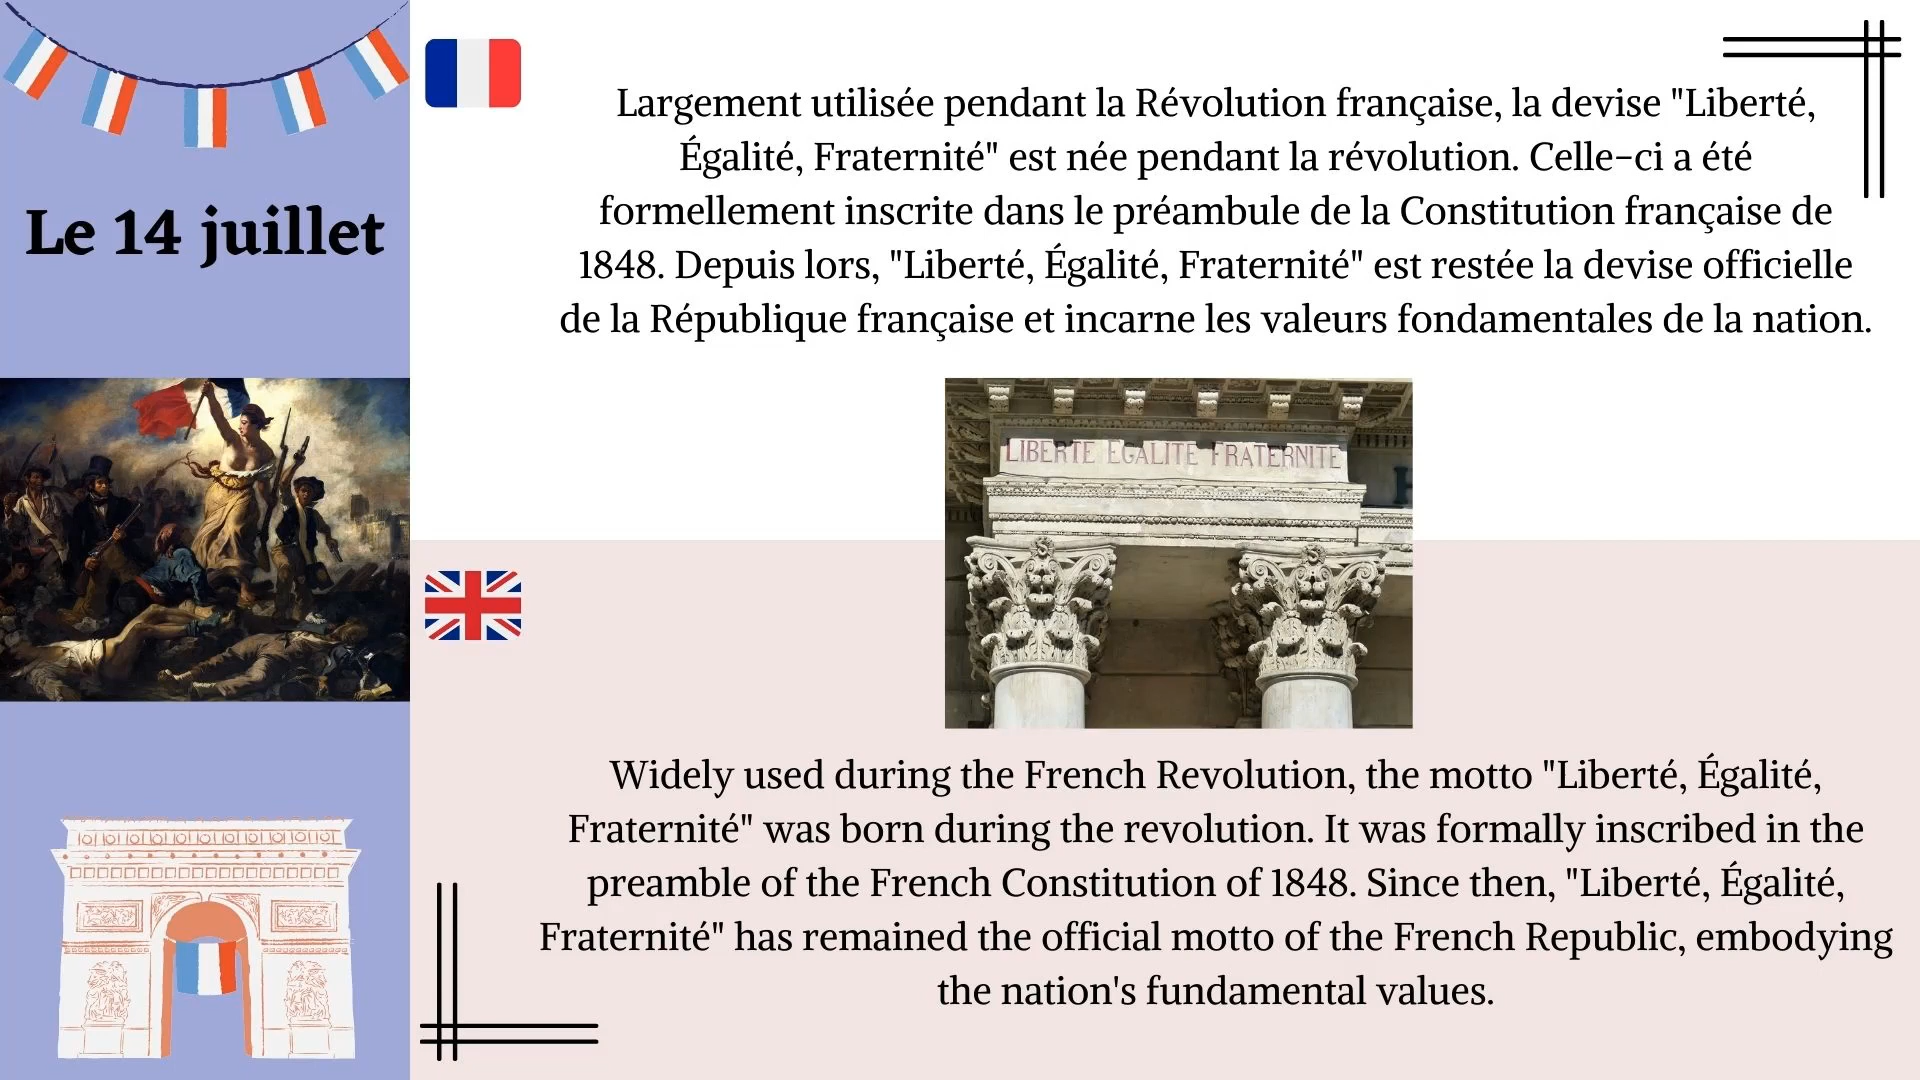 Le 14 juillet
Largement utilisée pendant la Révolution française, la devise "Liberté,
Égalité, Fraternité" est née pendant la révolution. Celle-ci a été
formellement inscrite dans le préambule de la Constitution française de
1848. Depuis lors, "Liberté, Égalité, Fraternité" est restée la devise officielle
de la République française et incarne les valeurs fondamentales de la nation.
LIBERTE EGALITE FRATERNITE
Widely used during the French Revolution, the motto "Liberté, Égalité,
Fraternité" was born during the revolution. It was formally inscribed in the
preamble of the French Constitution of 1848. Since then, "Liberté, Égalité,
Fraternité" has remained the official motto of the French Republic, embodying
the nation's fundamental values.